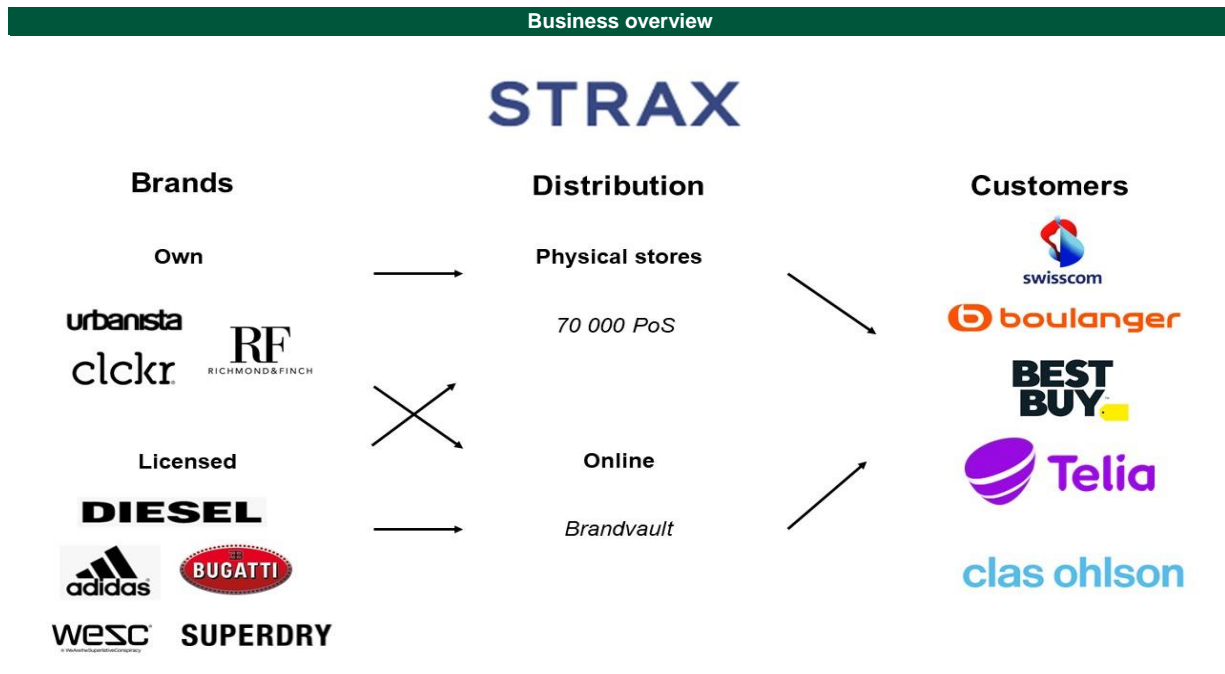 Business overview
STRAX
Brands
Distribution
Customers
Own
Physical stores
swisscom
urbanista
RF
RICHMOND&FINCH
clckr
70 000 PoS
boulanger
BEST
BUY
Licensed
Online
Telia
DIESEL
Brandvault
adidas
BUGATTI
clas ohlson
wesc
WeAretheSuperlativeConspiracy
SUPERDRY